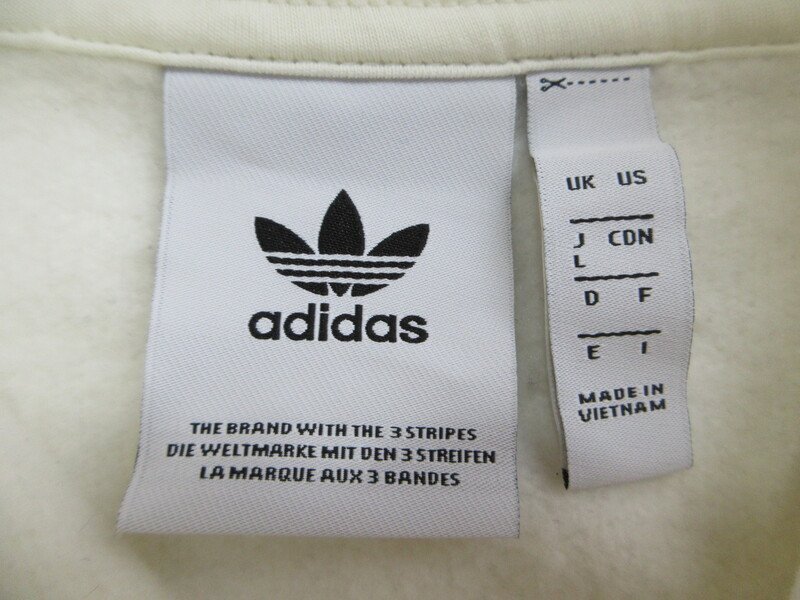 adidas
THE BRAND WITH THE 3 STRIPES
DIE WELTMARKE MIT DEN 3 STREIFEN
LA MARQUE AUX 3 BANDES
UK US
J CDN
L
D F
E I
MADE IN
VIETNAM